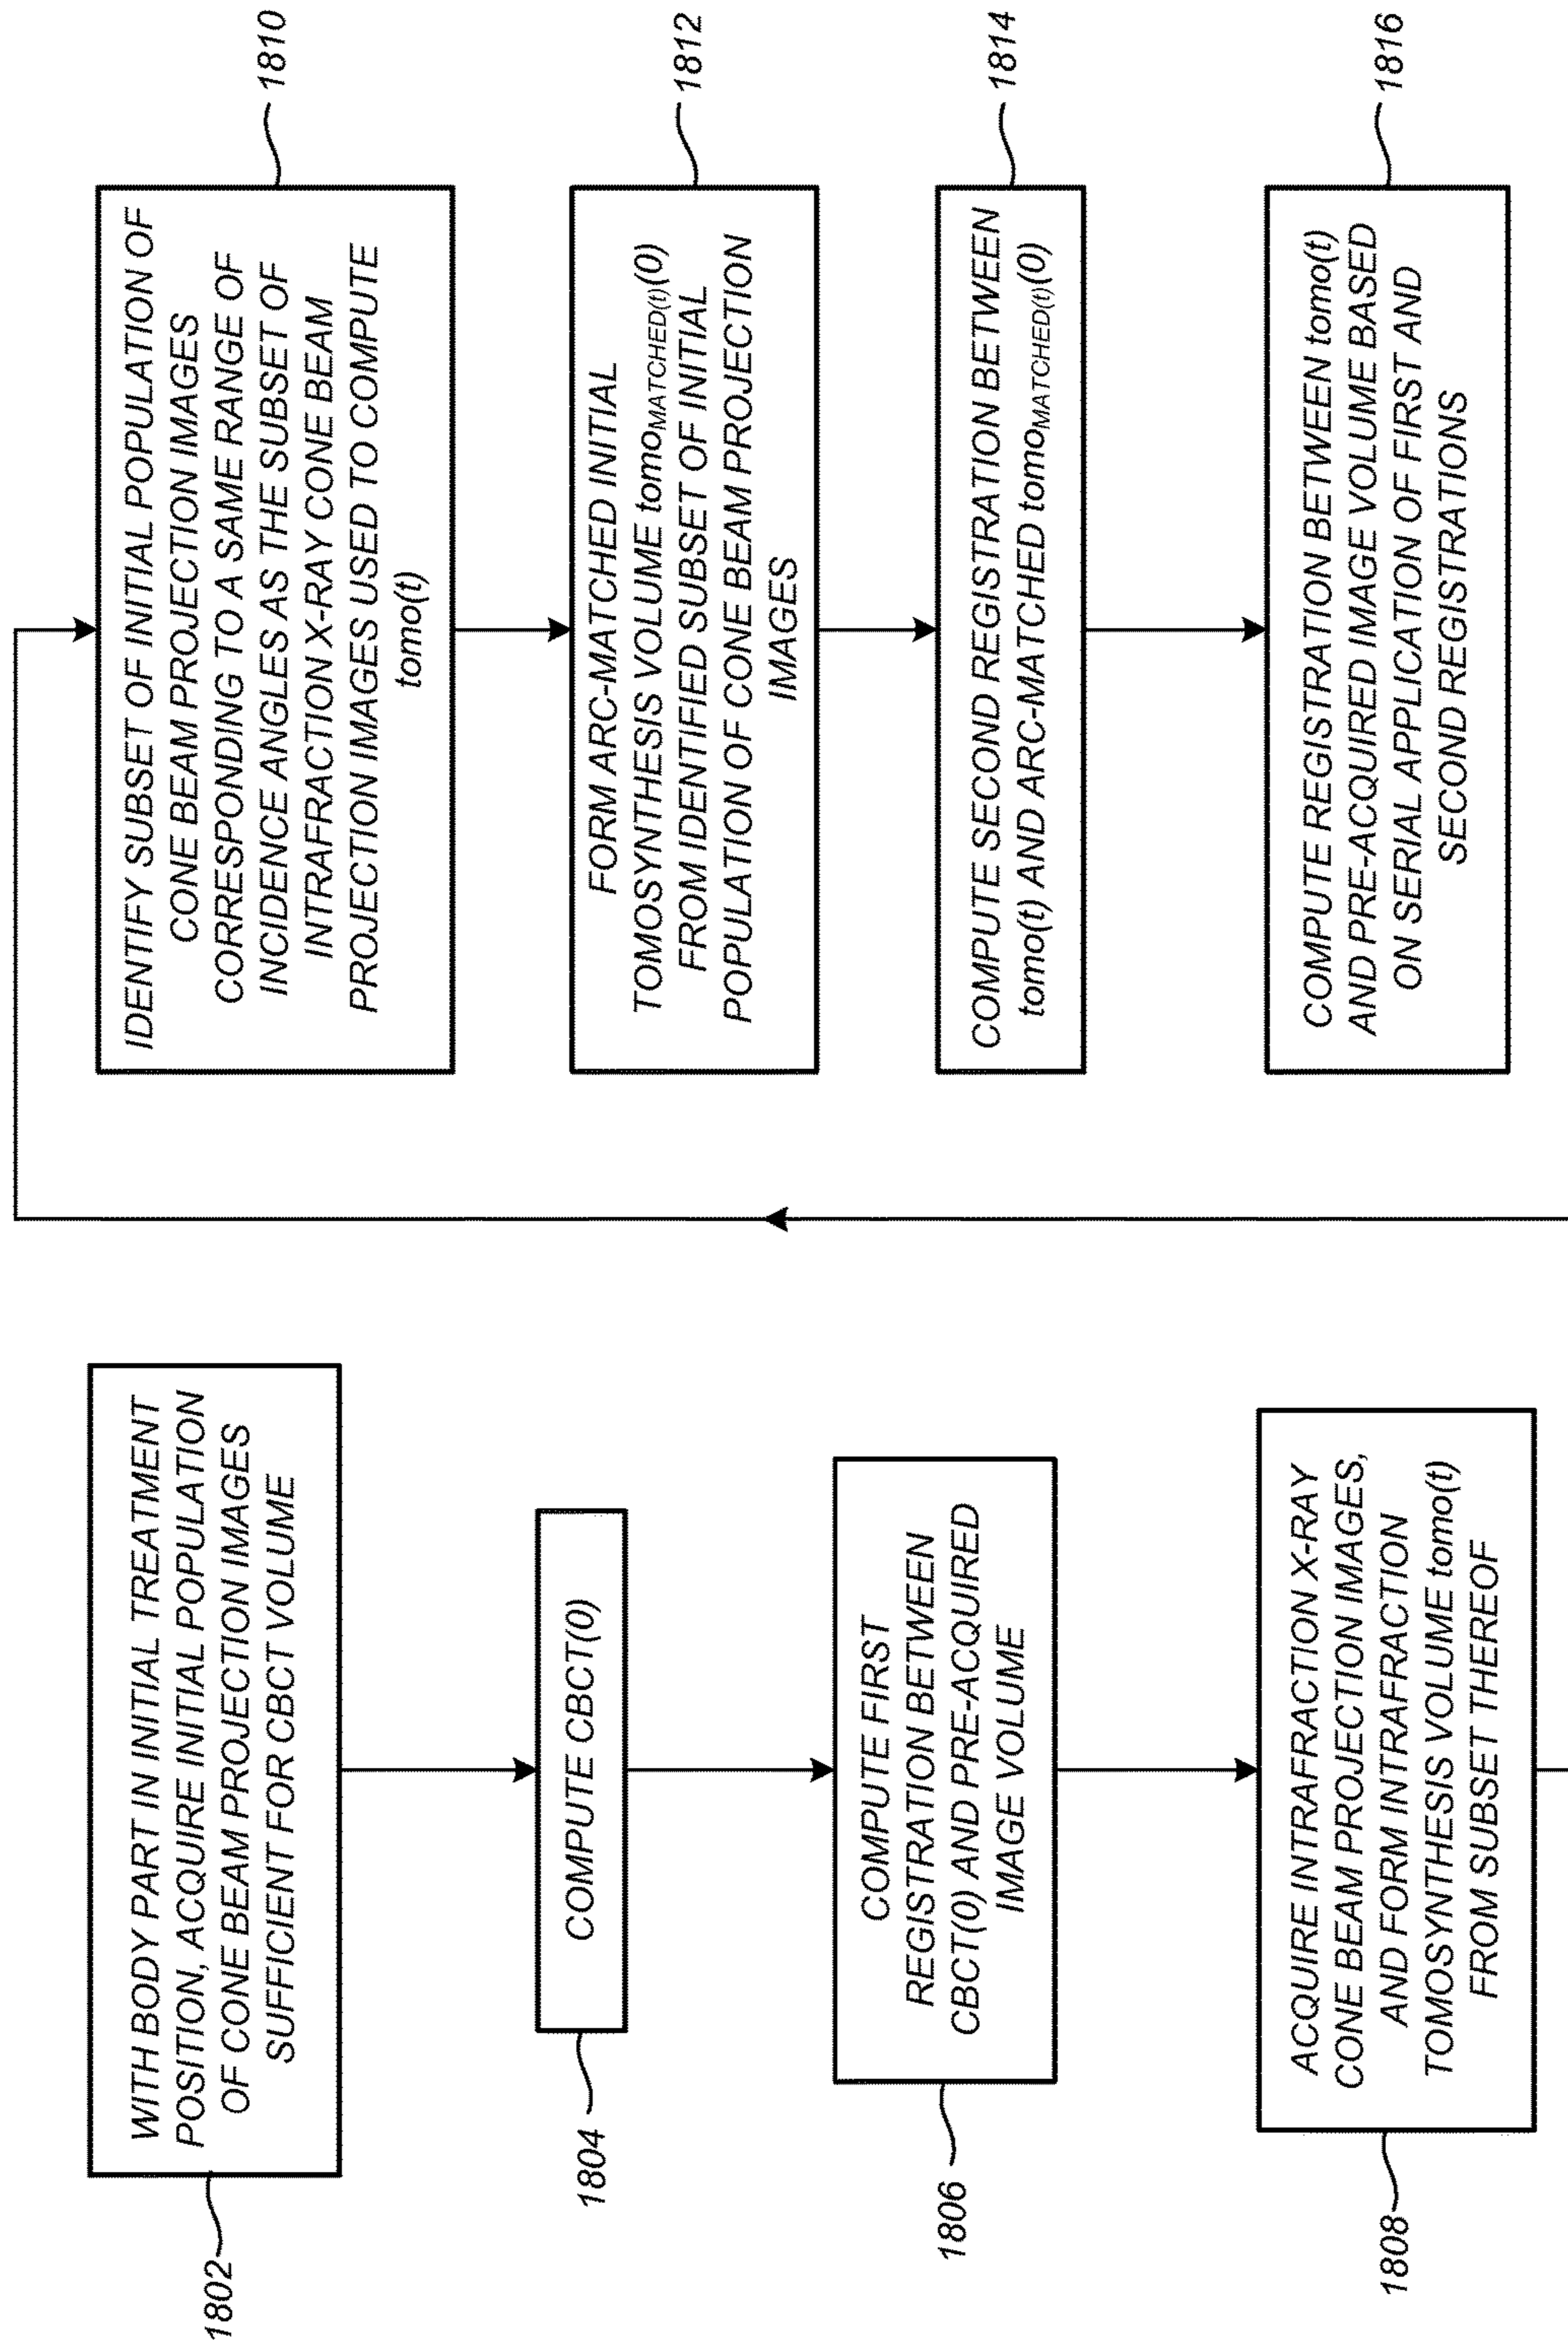 WITH BODY PART IN INITIAL TREATMENT
POSITION, ACQUIRE INITIAL POPULATION
OF CONE BEAM PROJECTION IMAGES
SUFFICIENT FOR CBCT VOLUME
1802
COMPUTE CBCT(0)
1804
COMPUTE FIRST
REGISTRATION BETWEEN
CBCT(0) AND PRE-ACQUIRED
IMAGE VOLUME
1806
ACQUIRE INTRAFRACTION X-RAY
CONE BEAM PROJECTION IMAGES,
AND FORM INTRAFRACTION
TOMOSYNTHESIS VOLUME tomo(t)
FROM SUBSET THEREOF
1808
IDENTIFY SUBSET OF INITIAL POPULATION OF
CONE BEAM PROJECTION IMAGES
CORRESPONDING TO A SAME RANGE OF
INCIDENCE ANGLES AS THE SUBSET OF
INTRAFRACTION X-RAY CONE BEAM
PROJECTION IMAGES USED TO COMPUTE
tomo(t)
1810
FORM ARC-MATCHED INITIAL
TOMOSYNTHESIS VOLUME tomoMATCHED(t)(0)
FROM IDENTIFIED SUBSET OF INITIAL
POPULATION OF CONE BEAM PROJECTION
IMAGES
1812
COMPUTE SECOND REGISTRATION BETWEEN
tomo(t) AND ARC-MATCHED tomoMATCHED(t)(0)
1814
COMPUTE REGISTRATION BETWEEN tomo(t)
AND PRE-ACQUIRED IMAGE VOLUME BASED
ON SERIAL APPLICATION OF FIRST AND
SECOND REGISTRATIONS
1816